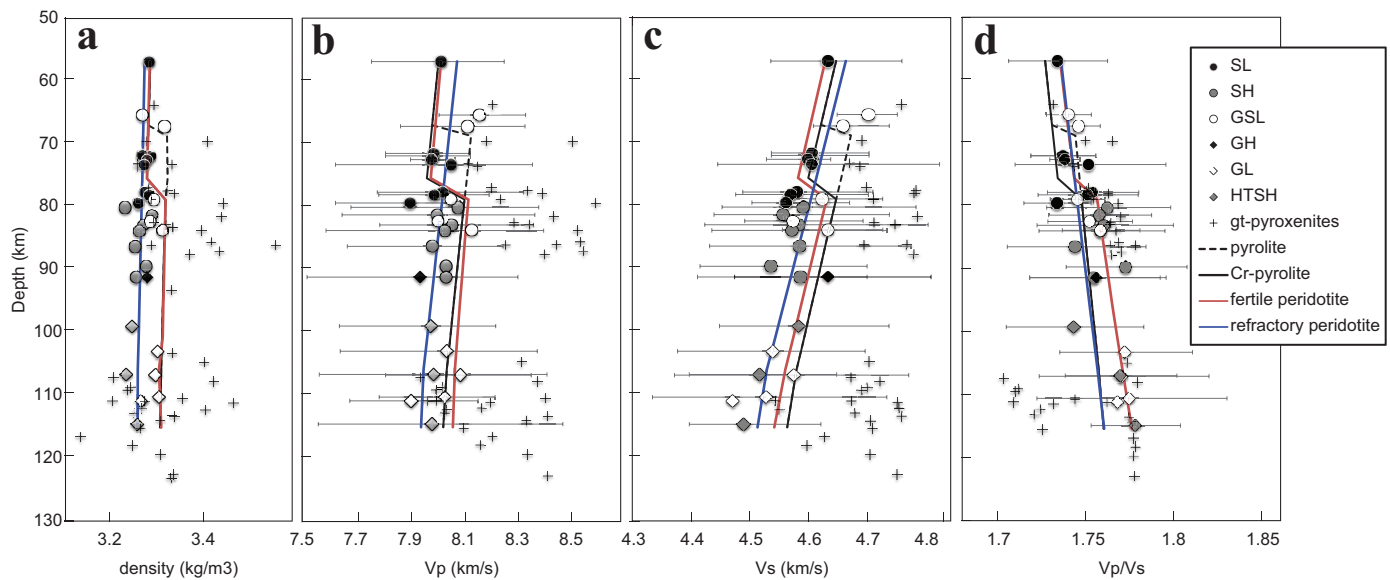 a
b
c
d
50
60
70
80
90
100
110
120
130
Depth (km)
3.2
3.4
density (kg/m3)
7.5
7.7
7.9
8.1
8.3
8.5
Vp (km/s)
4.3
4.4
4.5
4.6
4.7
4.8
Vs (km/s)
1.7
1.75
1.8
1.85
Vp/Vs
SL
SH
GSL
GH
GL
HTSH
gt-pyroxenites
pyrolite
Cr-pyrolite
fertile peridotite
refractory peridotite